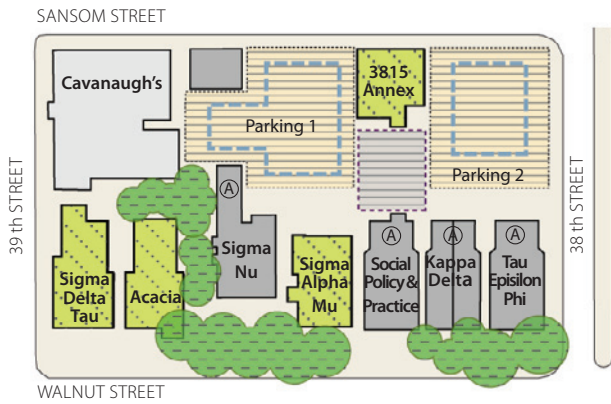 SANSOM STREET
Cavanaugh's
3815
Annex
Parking 1
Parking 2
39 th STREET
38 th STREET
A
Sigma
Nu
Sigma
Delta
Tau
Acacia
Sigma
Alpha
Mu
A
Social
Policy &
Practice
A
Kappa
Delta
A
Tau
Episilon
Phi
WALNUT STREET